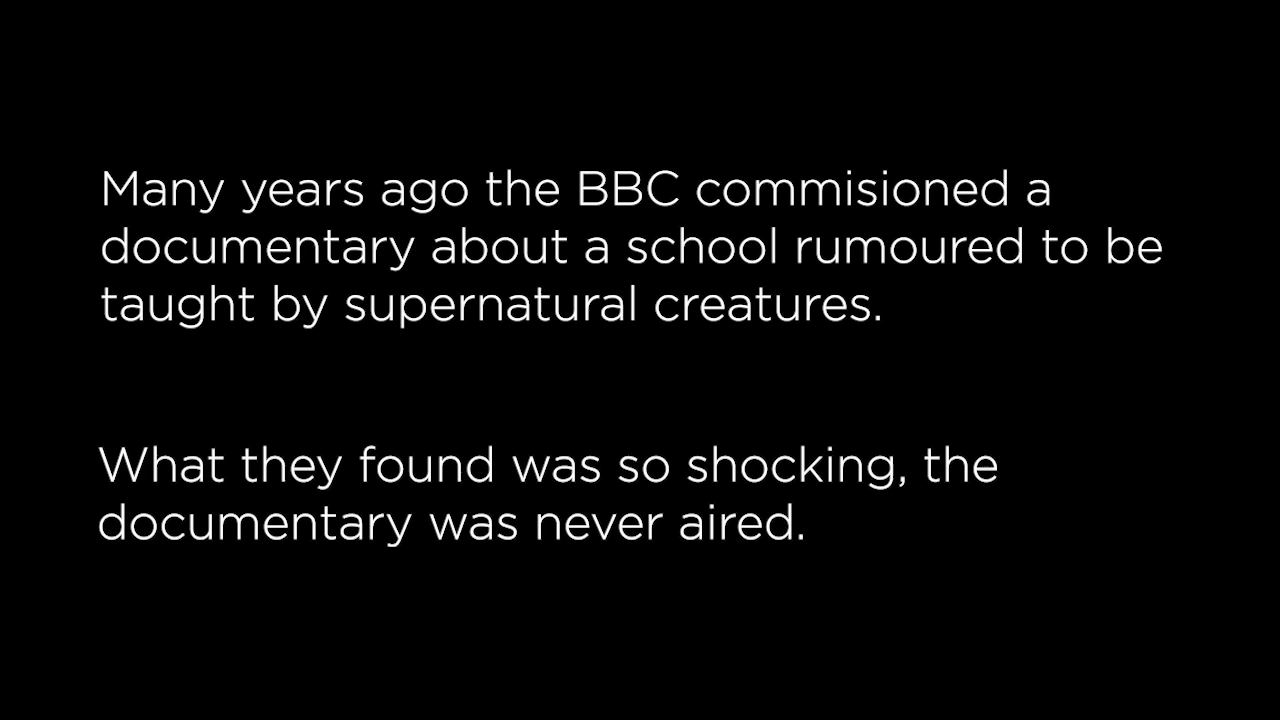 Many years ago the BBC commisioned a
documentary about a school rumoured to be
taught by supernatural creatures.
What they found was so shocking, the
documentary was never aired.